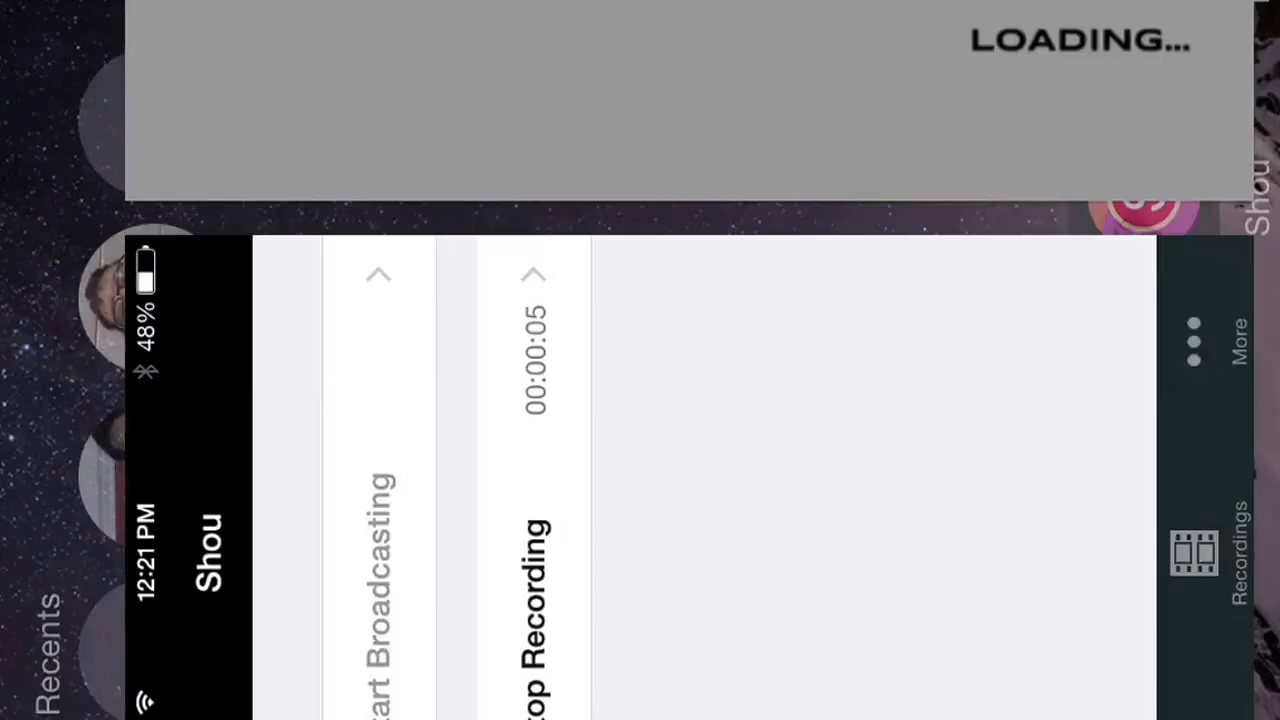 LOADING...
Recents
12:21 PM
48%
Shou
tart Broadcasting
top Recording
00:00:05
Recordings
More
Shou